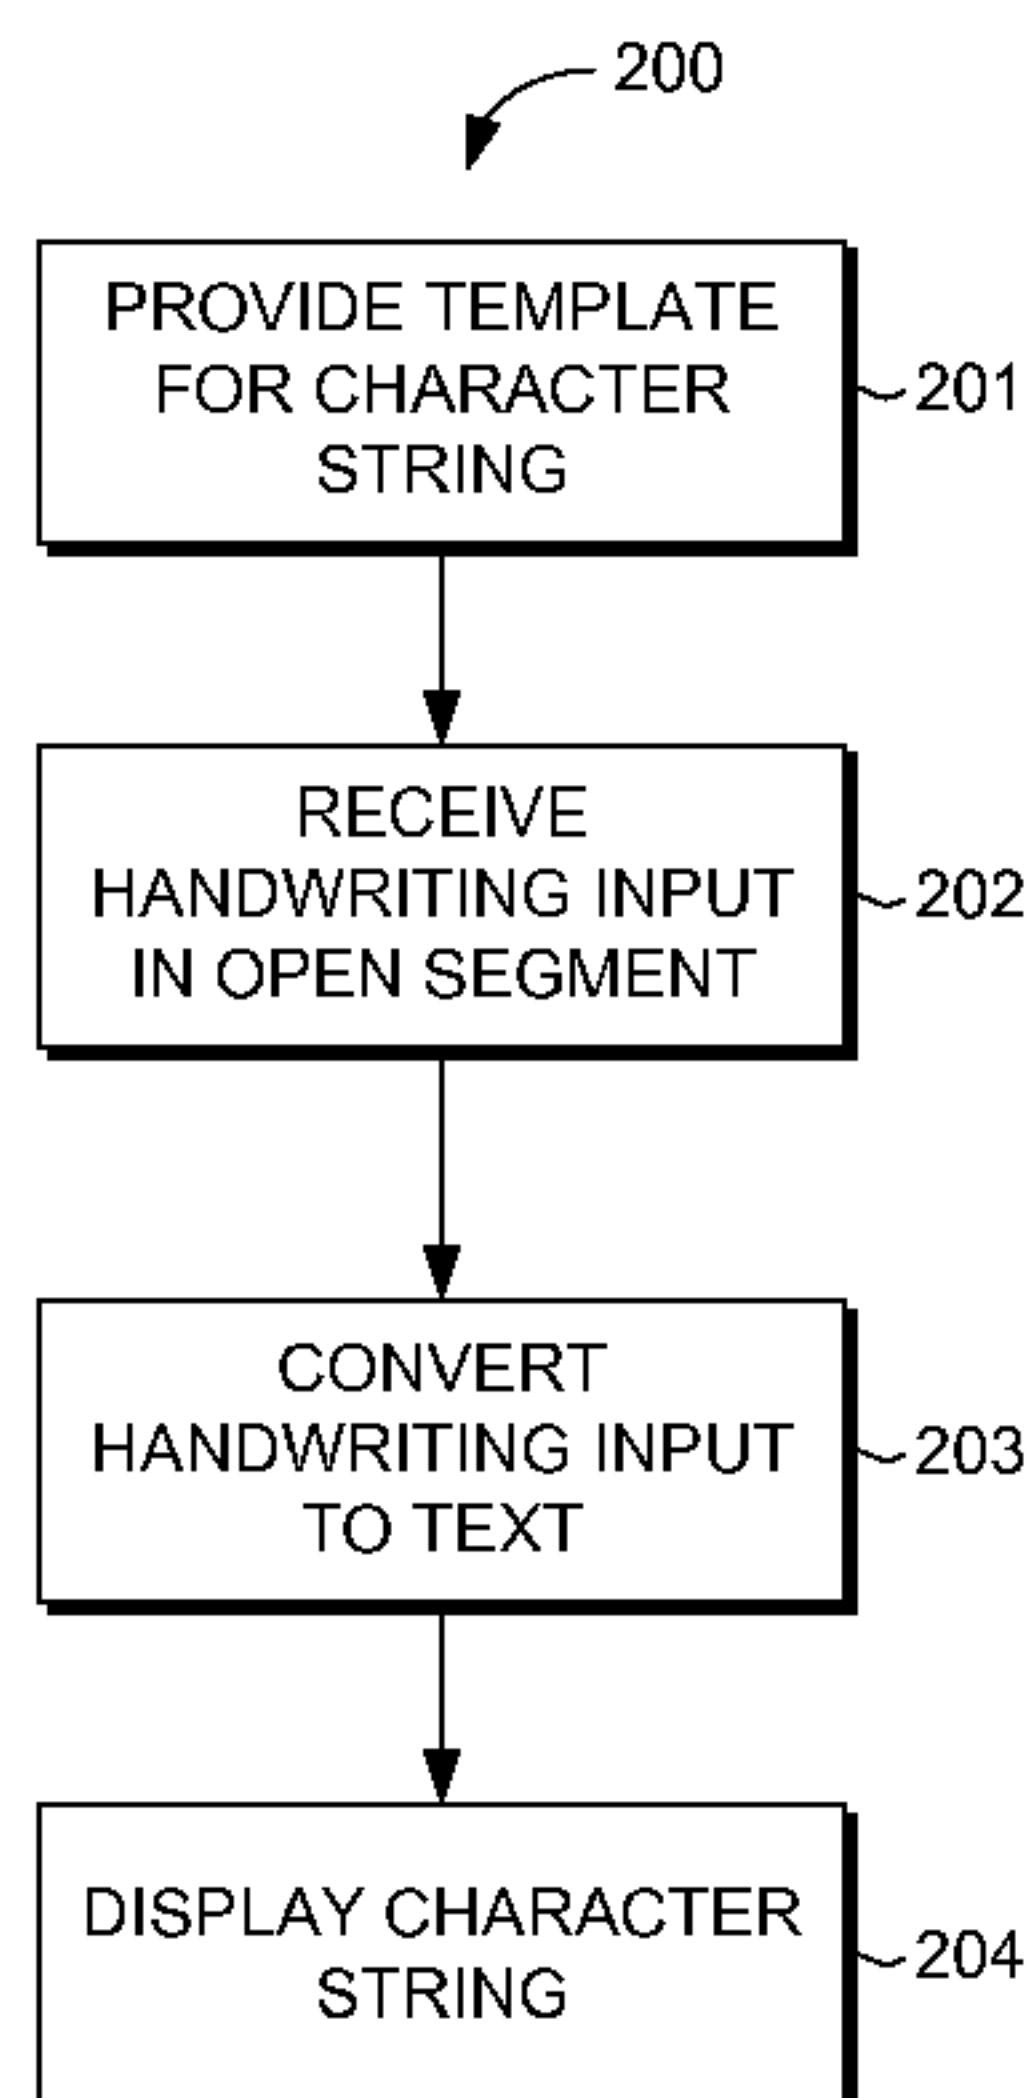 200
PROVIDE TEMPLATE
FOR CHARACTER
STRING
201
RECEIVE
HANDWRITING INPUT
IN OPEN SEGMENT
202
CONVERT
HANDWRITING INPUT
TO TEXT
203
DISPLAY CHARACTER
STRING
204